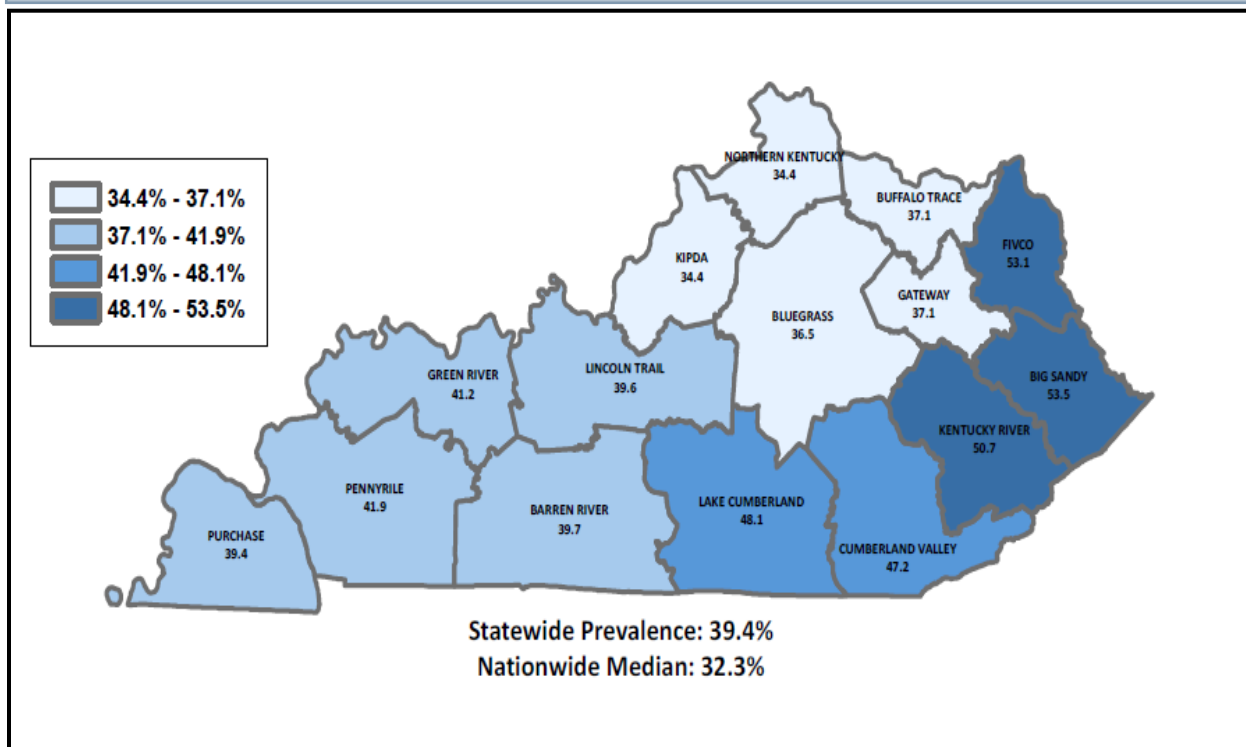 34.4% - 37.1%
37.1% - 41.9%
41.9% - 48.1%
48.1% - 53.5%
NORTHERN KENTUCKY
34.4
BUFFALO TRACE
37.1
FIVCO
53.1
KIPDA
34.4
GATEWAY
37.1
BLUEGRASS
36.5
LINCOLN TRAIL
39.6
GREEN RIVER
41.2
BIG SANDY
53.5
KENTUCKY RIVER
50.7
PENNYRILE
41.9
LAKE CUMBERLAND
48.1
BARREN RIVER
39.7
PURCHASE
39.4
CUMBERLAND VALLEY
47.2
Statewide Prevalence: 39.4%
Nationwide Median: 32.3%